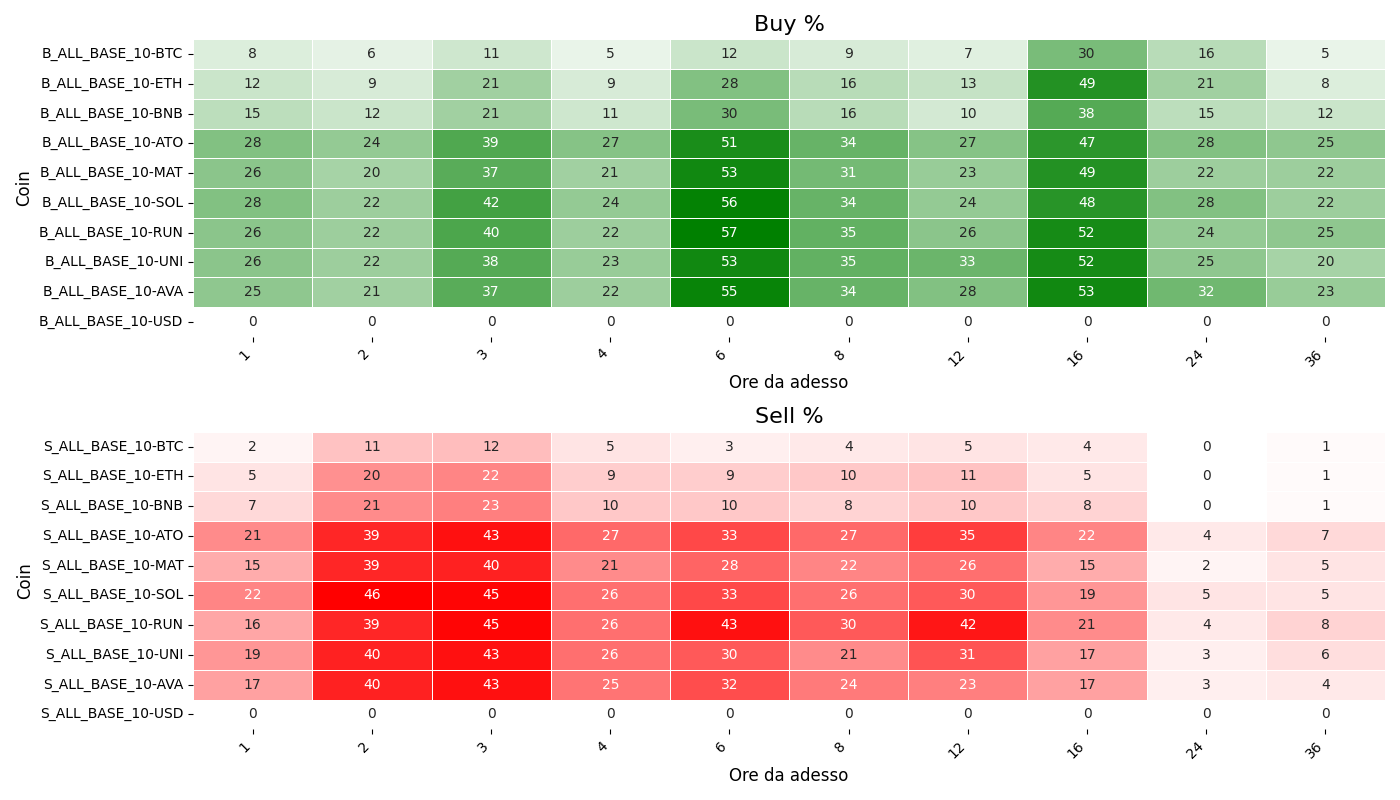 Buy %
Coin
B_ALL_BASE_10-BTC 8 6 11 5 12 9 7 30 16 5
B_ALL_BASE_10-ETH 12 9 21 9 28 16 13 49 21 8
B_ALL_BASE_10-BNB 15 12 21 11 30 16 10 38 15 12
B_ALL_BASE_10-ATO 28 24 39 27 51 34 27 47 28 25
B_ALL_BASE_10-MAT 26 20 37 21 53 31 23 49 22 22
B_ALL_BASE_10-SOL 28 22 42 24 56 34 24 48 28 22
B_ALL_BASE_10-RUN 26 22 40 22 57 35 26 52 24 25
B_ALL_BASE_10-UNI 26 22 38 23 53 35 33 52 25 20
B_ALL_BASE_10-AVA 25 21 37 22 55 34 28 53 32 23
B_ALL_BASE_10-USD 0 0 0 0 0 0 0 0 0 0
1 2 3 4 6 8 12 16 24 36
Ore da adesso
Sell %
Coin
S_ALL_BASE_10-BTC 2 11 12 5 3 4 5 4 0 1
S_ALL_BASE_10-ETH 5 20 22 9 9 10 11 5 0 1
S_ALL_BASE_10-BNB 7 21 23 10 10 8 10 8 0 1
S_ALL_BASE_10-ATO 21 39 43 27 33 27 35 22 4 7
S_ALL_BASE_10-MAT 15 39 40 21 28 22 26 15 2 5
S_ALL_BASE_10-SOL 22 46 45 26 33 26 30 19 5 5
S_ALL_BASE_10-RUN 16 39 45 26 43 30 42 21 4 8
S_ALL_BASE_10-UNI 19 40 43 26 30 21 31 17 3 6
S_ALL_BASE_10-AVA 17 40 43 25 32 24 23 17 3 4
S_ALL_BASE_10-USD 0 0 0 0 0 0 0 0 0 0
1 2 3 4 6 8 12 16 24 36
Ore da adesso